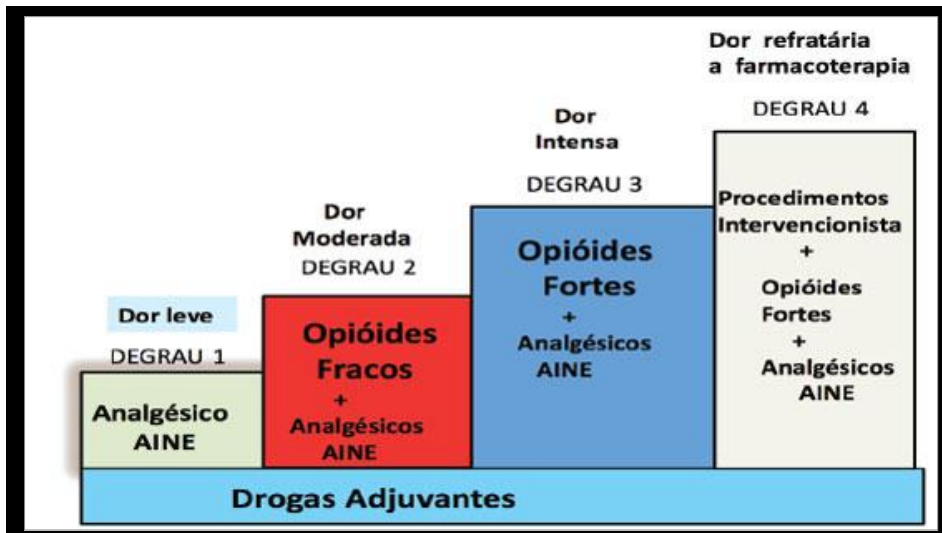 Dor leve
DEGRAU 1
Analgésico
AINE
Dor
Moderada
DEGRAU 2
Opióides
Fracos
+
Analgésicos
AINE
Dor
Intensa
DEGRAU 3
Opióides
Fortes
+
Analgésicos
AINE
Dor refratária
a farmacoterapia
DEGRAU 4
Procedimentos
Intervencionista
+
Opióides
Fortes
+
Analgésicos
AINE
Drogas Adjuvantes